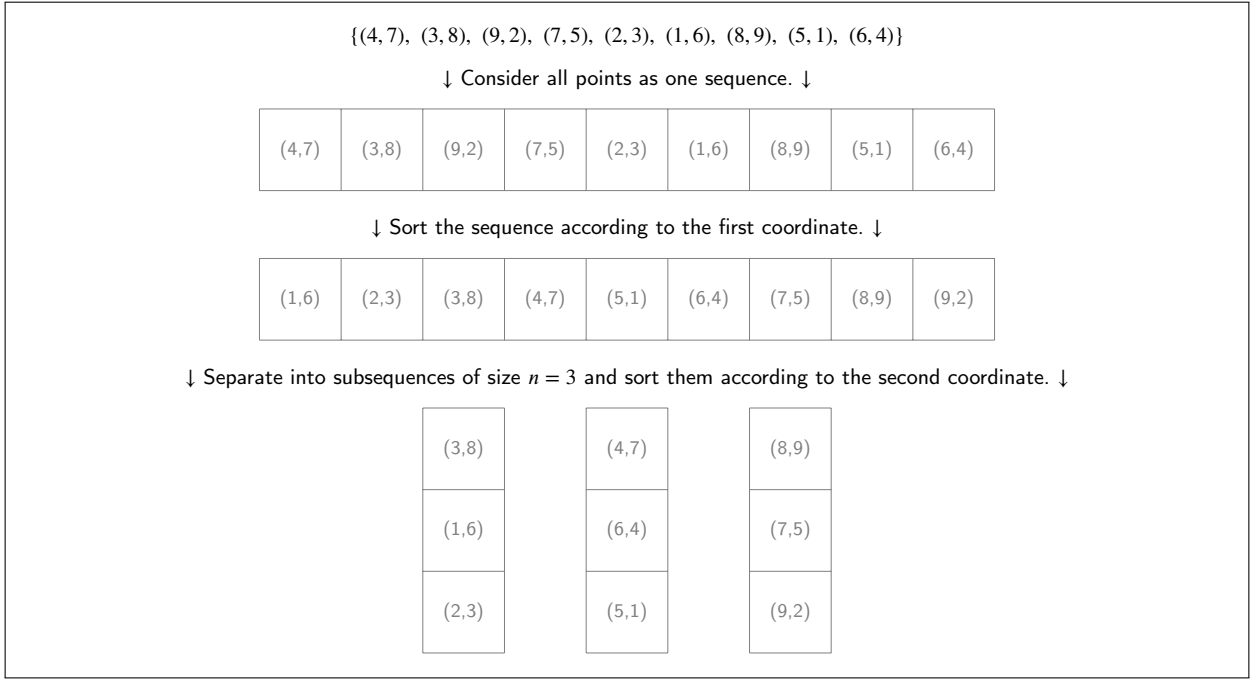 {(4, 7), (3, 8), (9, 2), (7, 5), (2, 3), (1, 6), (8, 9), (5, 1), (6, 4)}
↓ Consider all points as one sequence. ↓
(4,7) (3,8) (9,2) (7,5) (2,3) (1,6) (8,9) (5,1) (6,4)
↓ Sort the sequence according to the first coordinate. ↓
(1,6) (2,3) (3,8) (4,7) (5,1) (6,4) (7,5) (8,9) (9,2)
↓ Separate into subsequences of size n = 3 and sort them according to the second coordinate. ↓
(3,8) (4,7) (8,9)
(1,6) (6,4) (7,5)
(2,3) (5,1) (9,2)